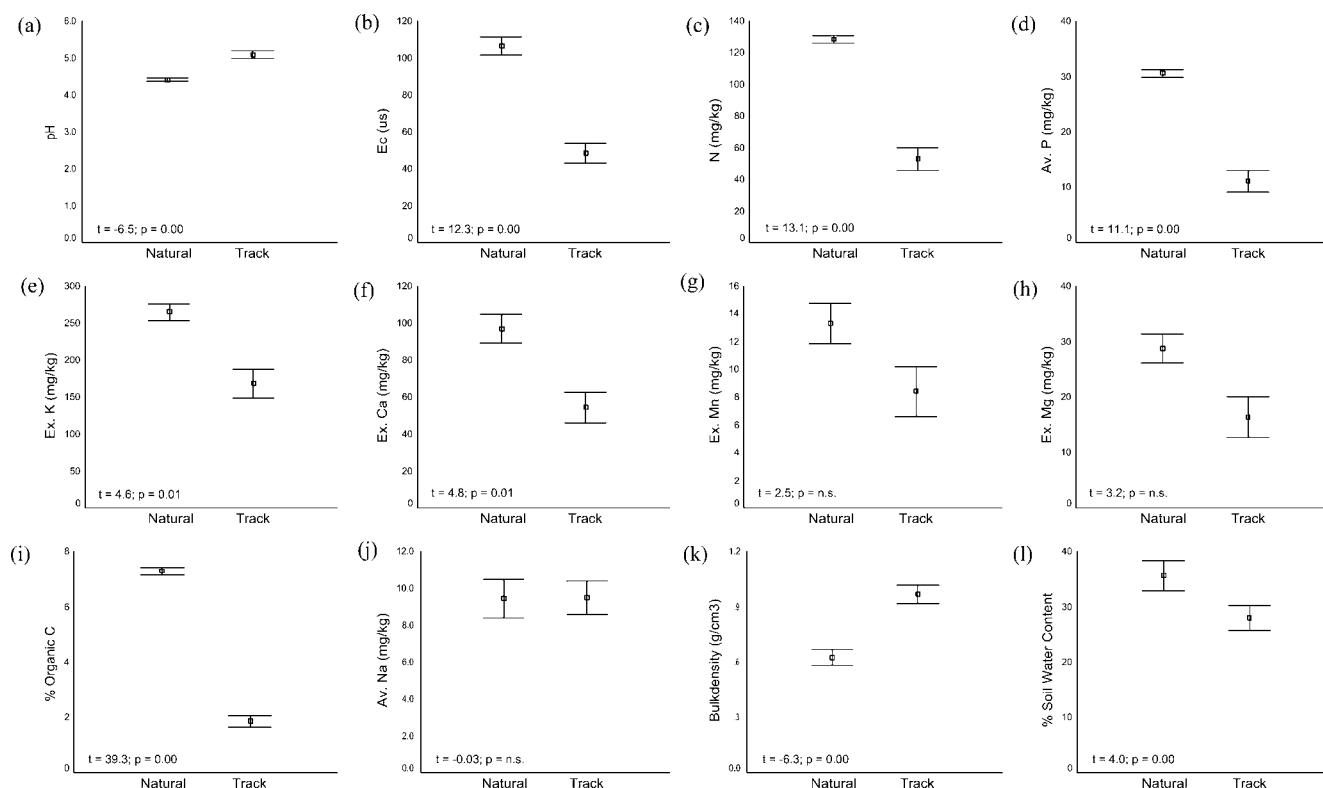 (a)
6.0
5.0
4.0
3.0
2.0
1.0
0.0
pH
t = -6.5; p = 0.00
Natural Track
(b)
120
100
80
60
40
20
0
Ec (us)
t = 12.3; p = 0.00
Natural Track
(c)
140
120
100
80
60
40
20
0
N (mg/kg)
t = 13.1; p = 0.00
Natural Track
(d)
40
30
20
10
0
Av. P (mg/kg)
t = 11.1; p = 0.00
Natural Track
(e)
300
250
200
150
100
50
0
Ex. K (mg/kg)
t = 4.6; p = 0.01
Natural Track
(f)
120
100
80
60
40
20
0
Ex. Ca (mg/kg)
t = 4.8; p = 0.01
Natural Track
(g)
16
14
12
10
8
6
4
2
0
Ex. Mn (mg/kg)
t = 2.5; p = n.s.
Natural Track
(h)
40
30
20
10
0
Ex. Mg (mg/kg)
t = 3.2; p = n.s.
Natural Track
(i)
8
6
4
2
0
% Organic C
t = 39.3; p = 0.00
Natural Track
(j)
12.0
10.0
8.0
6.0
4.0
2.0
0.0
Av. Na (mg/kg)
t = -0.03; p = n.s.
Natural Track
(k)
1.2
.9
.6
.3
0.0
Bulkdensity (g/cm3)
t = -6.3; p = 0.00
Natural Track
(l)
40
30
20
10
0
% Soil Water Content
t = 4.0; p = 0.00
Natural Track